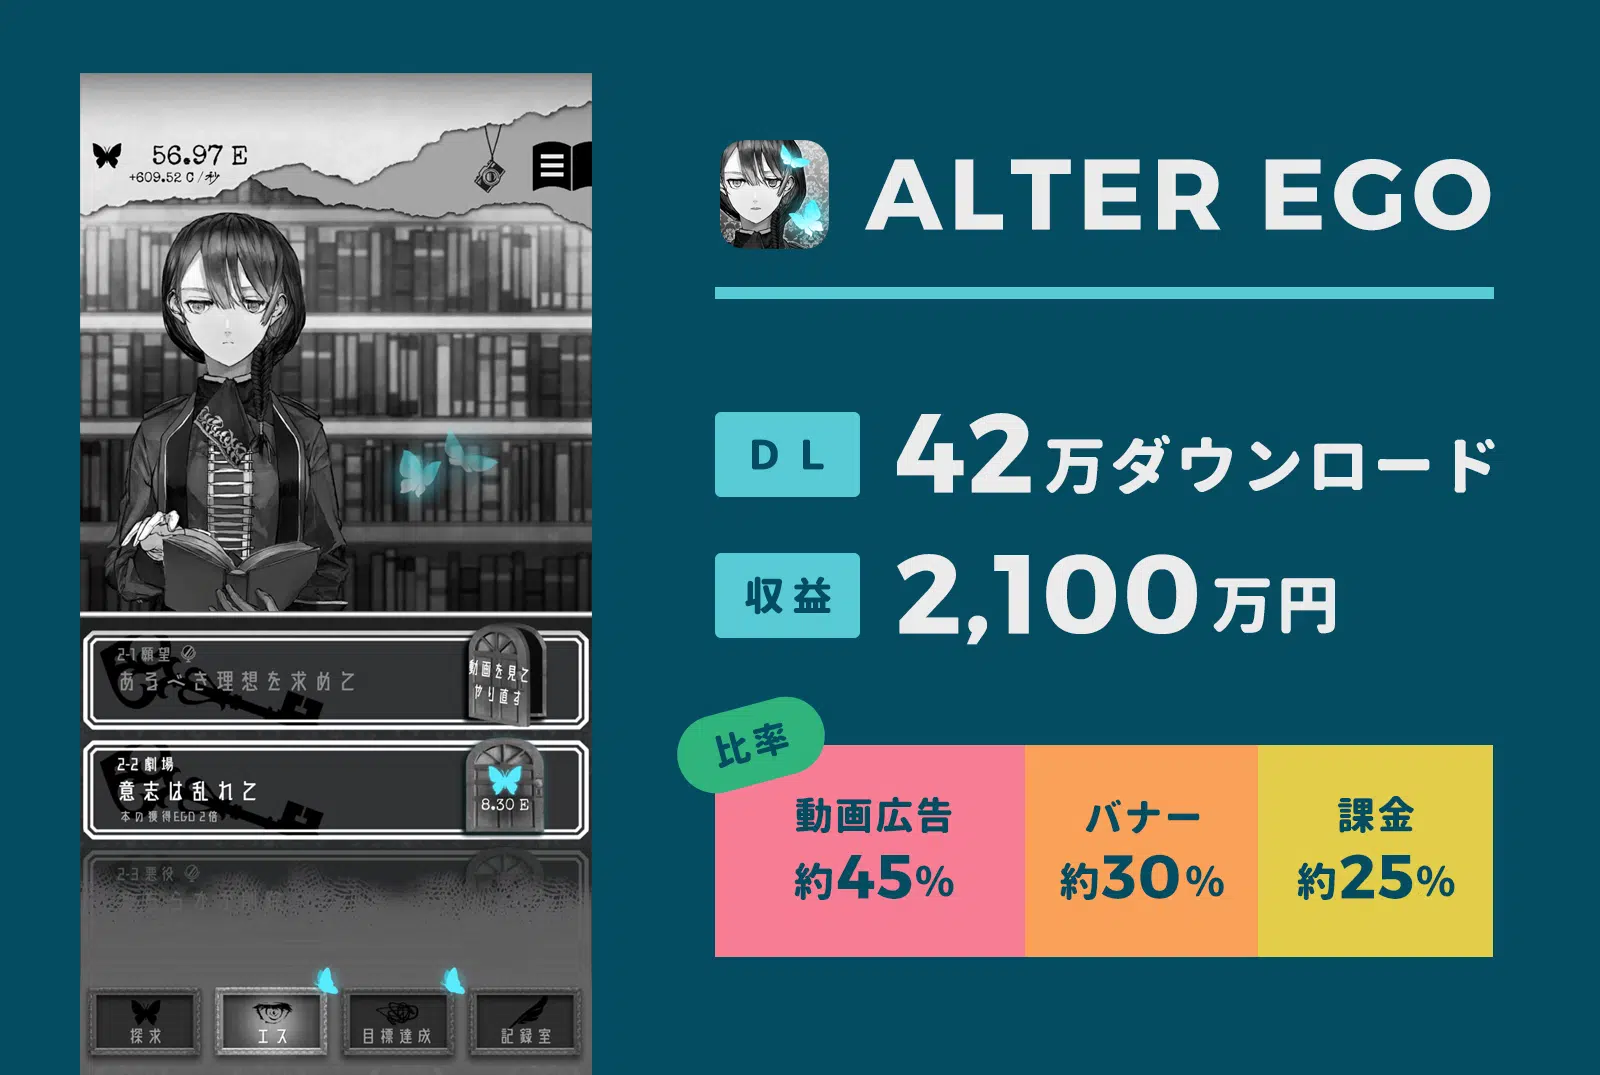 56.97 E
+609.52 C/秒
2-1 願望
あるべき理想を求めて
動画を見て
やり直す
2-2 劇場
意志は乱れて
本の獲得EGO 2倍
8.30 E
2-3 悪役
探求
エス
目標達成
記録室
ALTER EGO
DL
42万ダウンロード
収益
2,100万円
比率
動画広告
約45%
バナー
約30%
課金
約25%